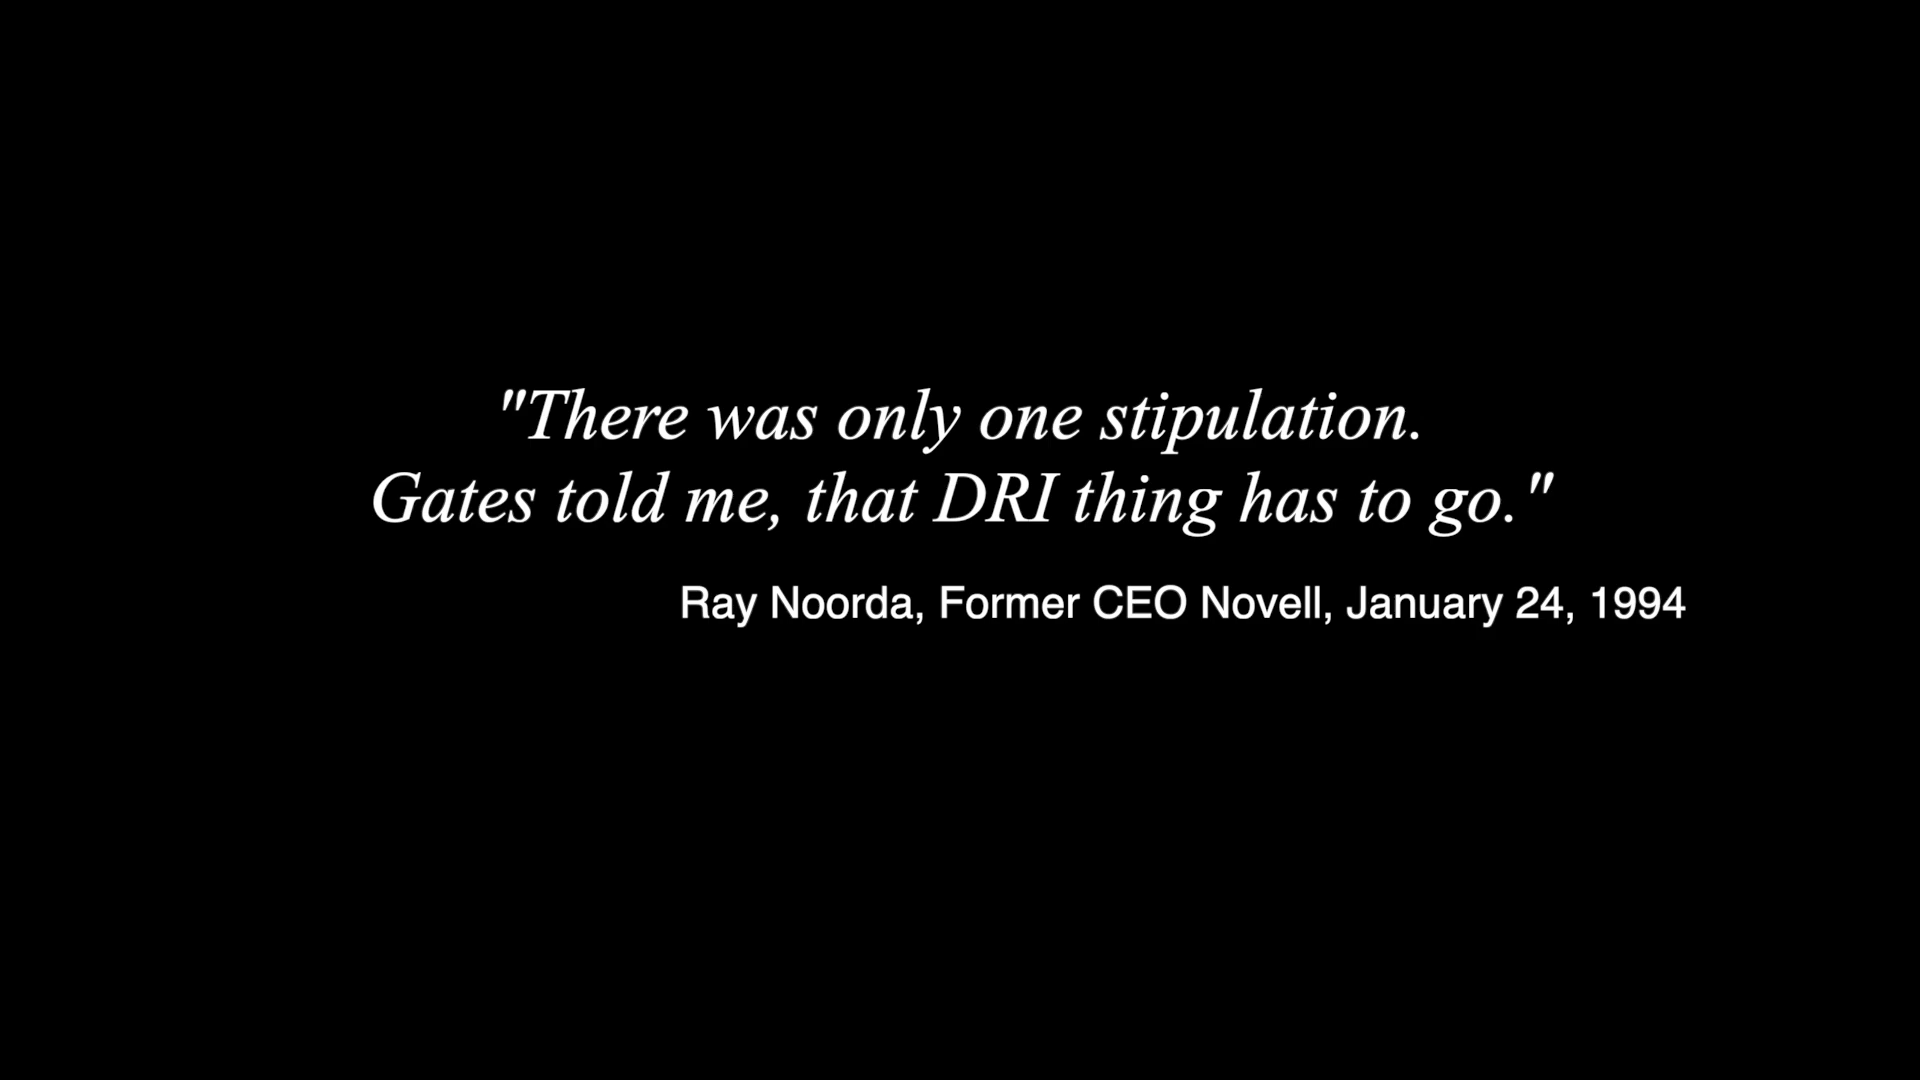 "There was only one stipulation.
Gates told me, that DRI thing has to go."
Ray Noorda, Former CEO Novell, January 24, 1994